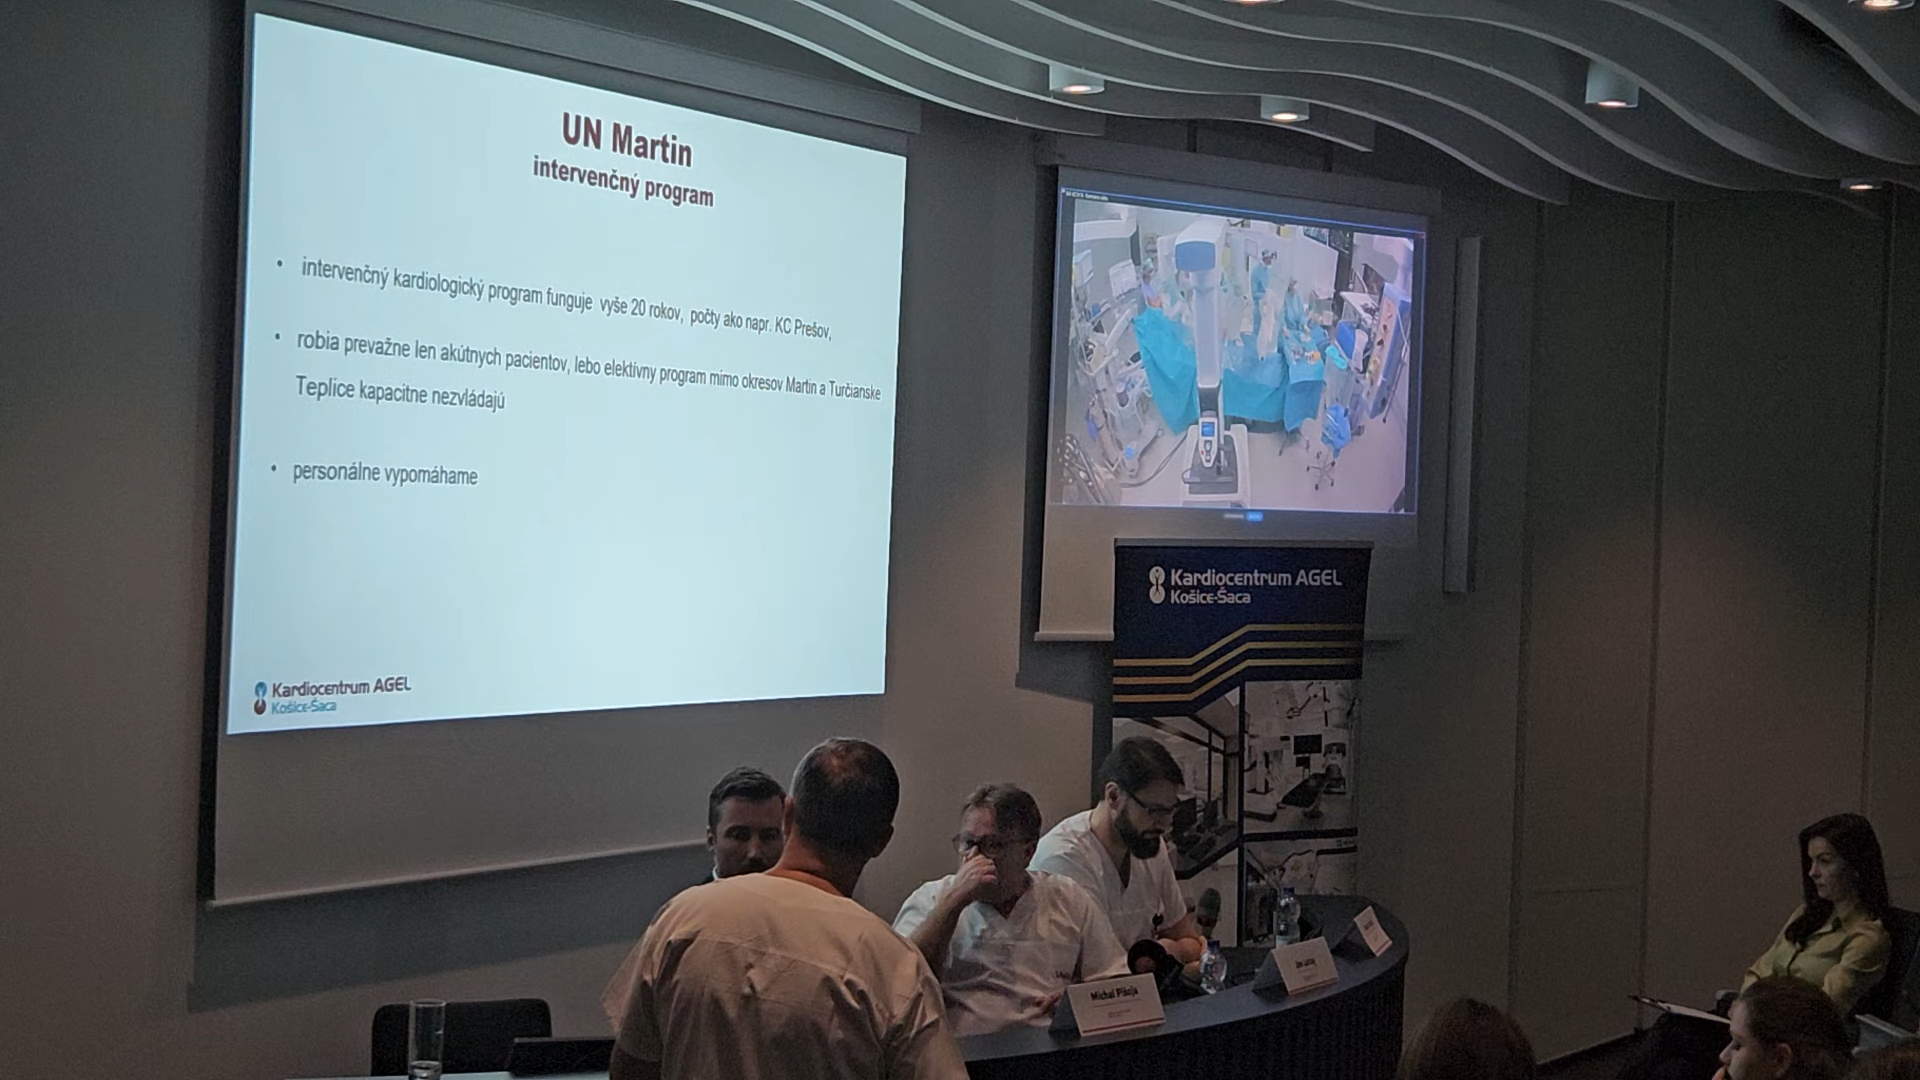 UN Martin
intervenčný program
• intervenčný kardiologický program funguje vyše 20 rokov, počty ako napr. KC Prešov,
• robia prevažne len akútnych pacientov, lebo elektívny program mimo okresov Martin a Turčianske
Teplice kapacitne nezvládajú
• personálne vypomáhame
Kardiocentrum AGEL
Košice-Šaca
Kardiocentrum AGEL
Košice-Šaca
Michal Pišoja